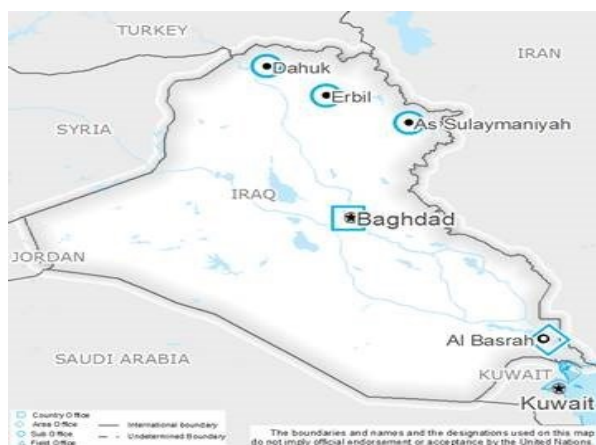 TURKEY
IRAN
Dahuk
Erbil
As Sulaymaniyah
SYRIA
IRAQ
Baghdad
JORDAN
Al Basrah
SAUDI ARABIA
KUWAIT
Kuwait
Country Office
Area Office
Sub Office
Field Office
International boundary
Undetermined Boundary
The boundaries and names and the designations used on this map
do not imply official endorsement or acceptance by the United Nations.